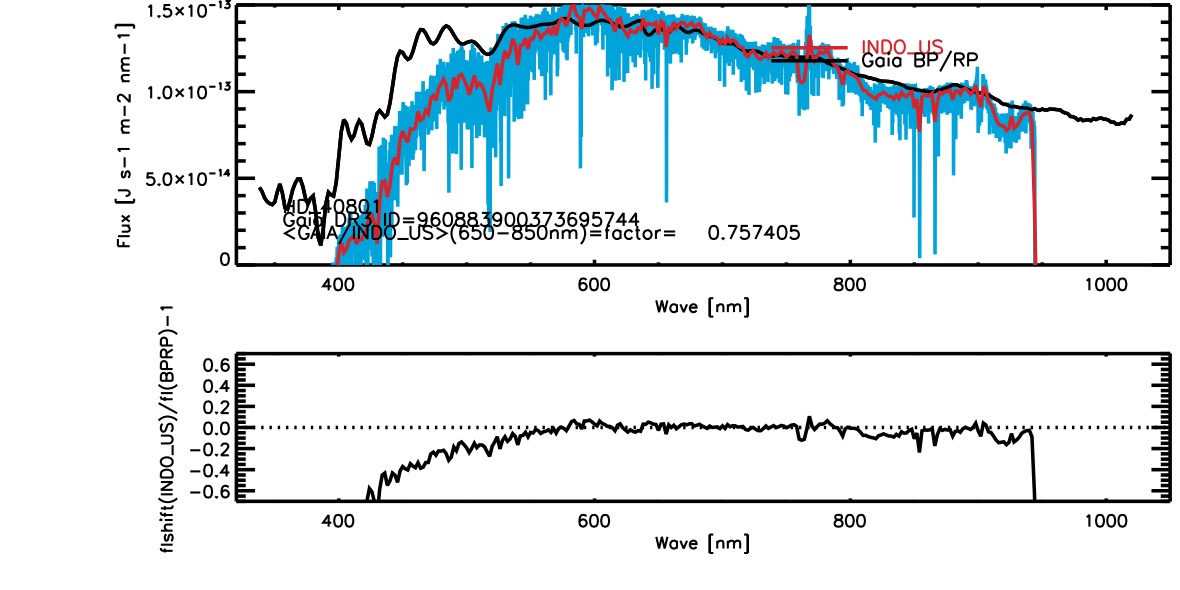 1.5×10−13
INDO_US
Gaia BP/RP
1.0×10−13
5.0×10−14
HD140801
Gaia DR3 ID=960883900373695744
<GAIA/INDO_US>(650−850nm)=factor= 0.757405
0
Flux [J s−1 m−2 nm−1]
400 600 800 1000
Wave [nm]
0.6
0.4
0.2
0.0
−0.2
−0.4
−0.6
flshift(INDO_US)/fl(BPRP)−1
400 600 800 1000
Wave [nm]